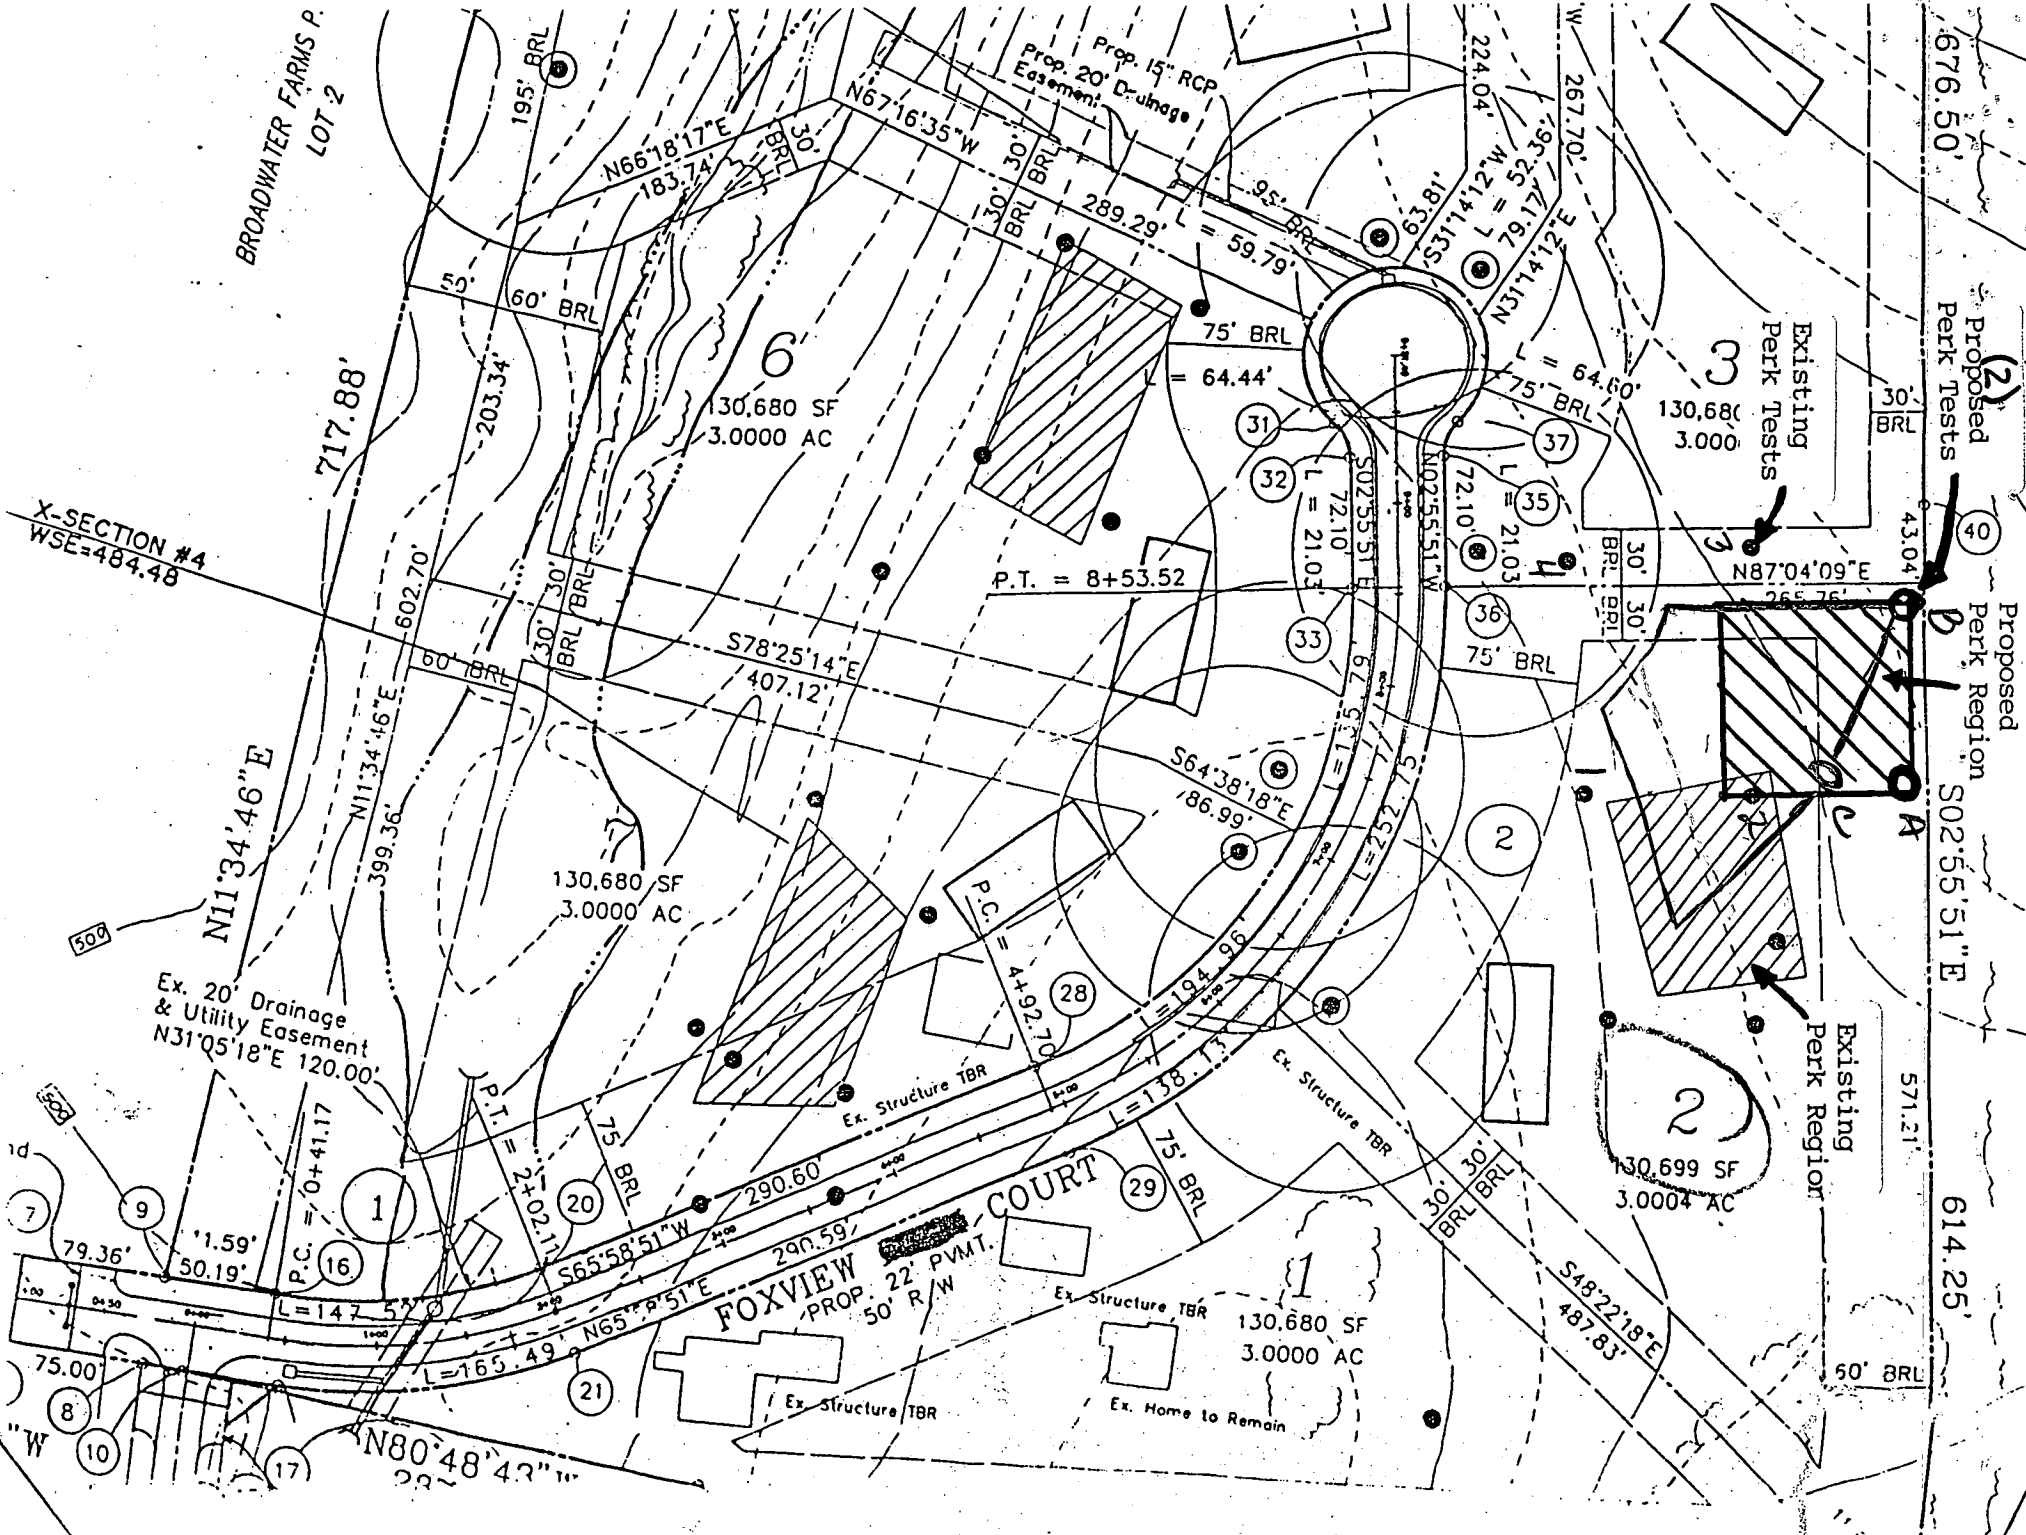 BROADWATER FARMS P.
LOT 2
195' BRL
N66°18'17"E
183.74'
30'
BRL
N67°16'35"W
289.29'
30'
BRL
30'
BRL
Prop. 15" RCP
Prop. 20' Drainage
Easement
95' BRL
L = 59.79'
63.81'
S31°14'12"W
L = 52.36'
79.17'
N31°14'12"E
224.04'
267.70'
676.50'
50'
60' BRL
6
130,680 SF
3.0000 AC
75' BRL
L = 64.44'
L = 64.60'
75' BRL
3
130,68
3.000
Existing
Perk Tests
(2)
Proposed
Perk Tests
30'
BRL
717.88'
203.34'
31
32
33
37
35
36
40
S02°55'51"E
72.10'
L = 21.03'
N02°55'51"W
72.10'
L = 21.03'
43.04'
X-SECTION #4
WSE=484.48
602.70'
30'
BRL
30'
BRL
60' BRL
P.T. = 8+53.52
S78°25'14"E
407.12'
30'
BRL
BRL
30'
75' BRL
3
4
N87°04'09"E
265.76'
B
Proposed
Perk Region
S64°38'18"E
86.99'
L=135.79
L=252.75
1
2
C
A
S02°55'51"E
N11°34'46"E
399.36'
N11°34'46"E
500
130,680 SF
3.0000 AC
P.C. = 4+92.70
28
2
L=194.96
L=138.13
Existing
Perk Region
571.21'
614.25'
2
130,699 SF
3.0004 AC
Ex. 20' Drainage
& Utility Easement
N31°05'18"E 120.00'
500
P.T. = 2+02.11
75' BRL
20
Ex. Structure TBR
Ex. Structure TBR
75' BRL
29
30'
BRL
30'
BRL
S48°22'18"E
487.83'
60' BRL
7
9
1
16
P.C. = 0+41.17
79.36'
50.19'
L=147.5
S65°58'51"W
290.60'
290.59'
FOXVIEW COURT
PROP. 22' PVMT.
50' R/W
L=165.49
21
Ex. Structure TBR
1
130,680 SF
3.0000 AC
Ex. Structure TBR
Ex. Home to Remain
75.00'
8
10
17
"W
N80°48'43"